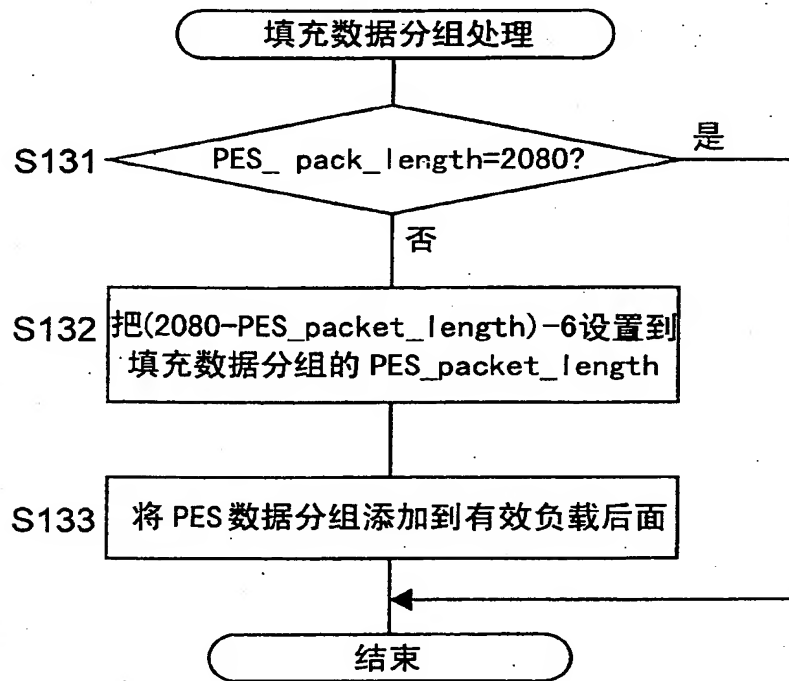 填充数据分组处理
S131
PES_ pack_length=2080?
是
否
S132
把(2080-PES_packet_length)-6设置到
填充数据分组的 PES_packet_length
S133
将 PES 数据分组添加到有效负载后面
结束